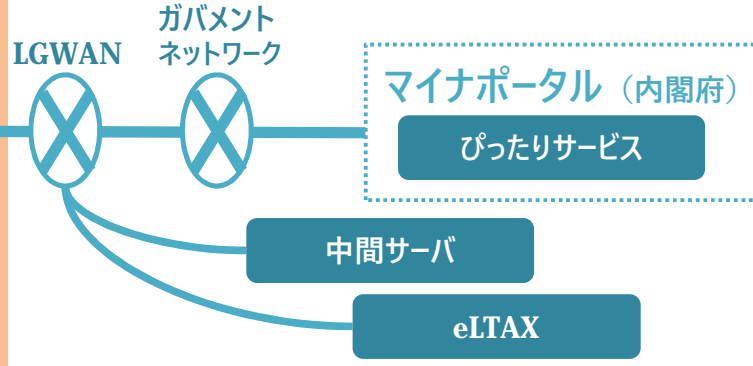 ガバメント
ネットワーク
LGWAN
マイナポータル（内閣府）
ぴったりサービス
中間サーバ
eLTAX